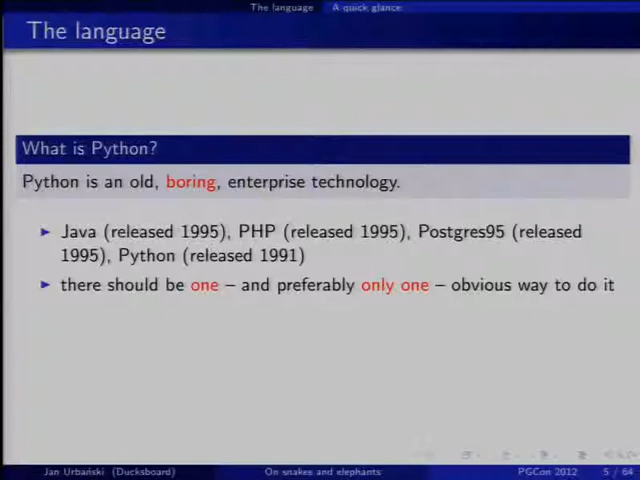 The language A quick glance
The language
What is Python?
Python is an old, boring, enterprise technology.
Java (released 1995), PHP (released 1995), Postgres95 (released
1995), Python (released 1991)
there should be one – and preferably only one – obvious way to do it
Jan Urbański (Ducksboard) On snakes and elephants PGCon 2012 5 / 64